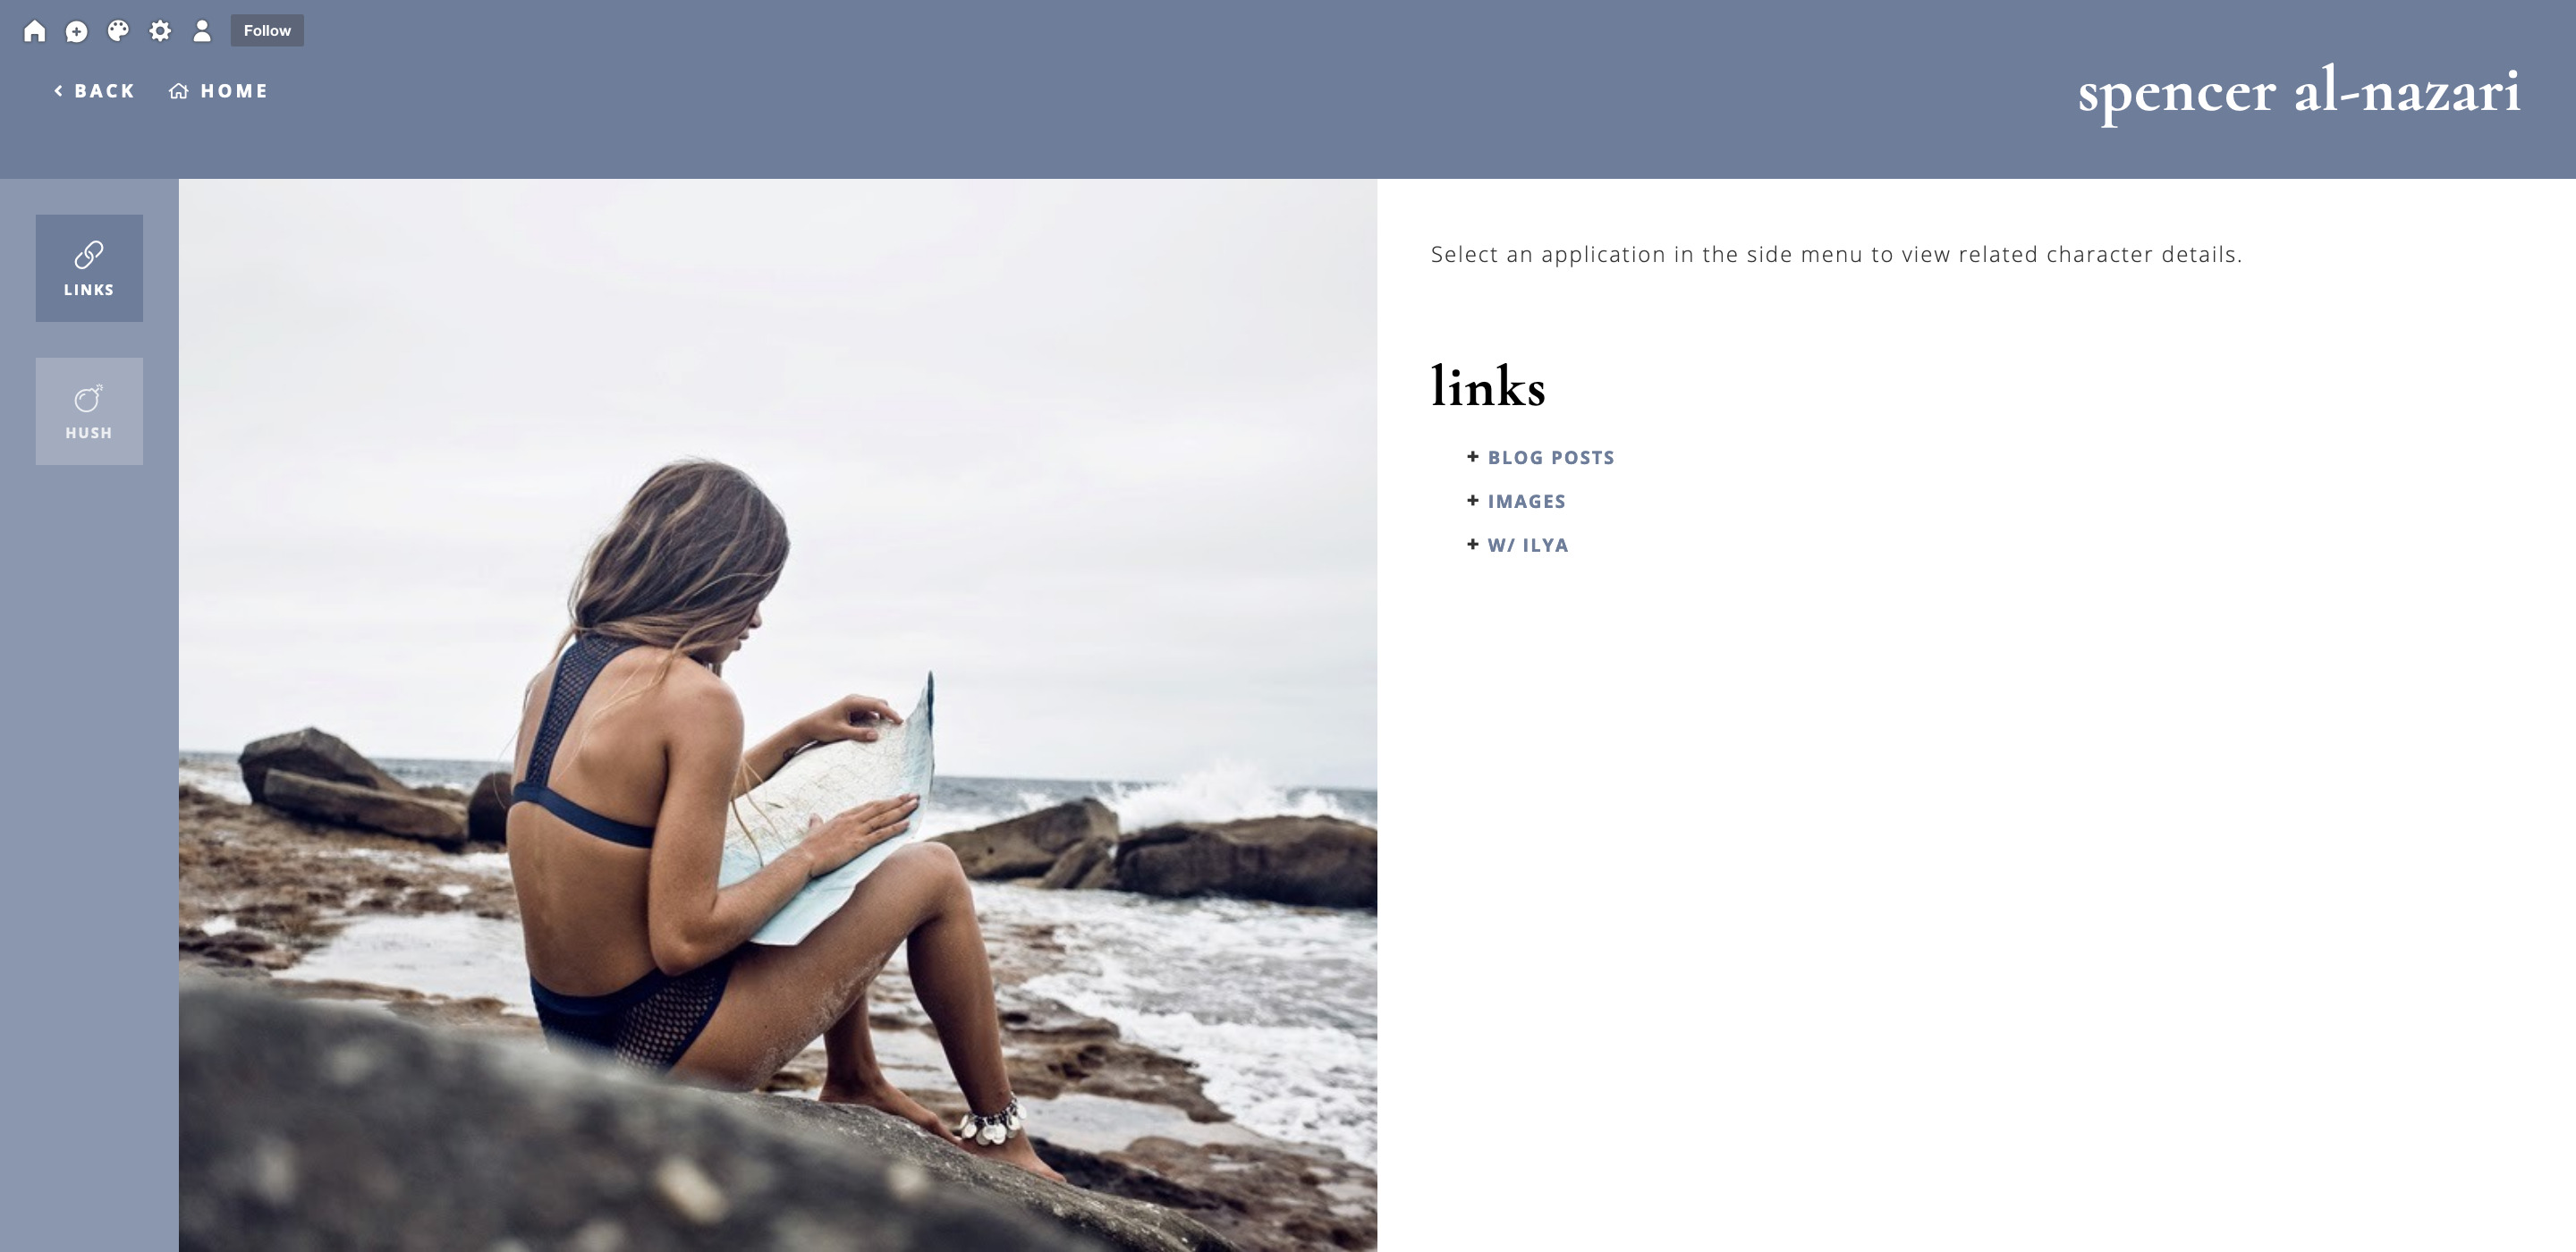 Follow
BACK
HOME
spencer al-nazari
LINKS
HUSH
Select an application in the side menu to view related character details.
links
+ BLOG POSTS
+ IMAGES
+ W/ ILYA